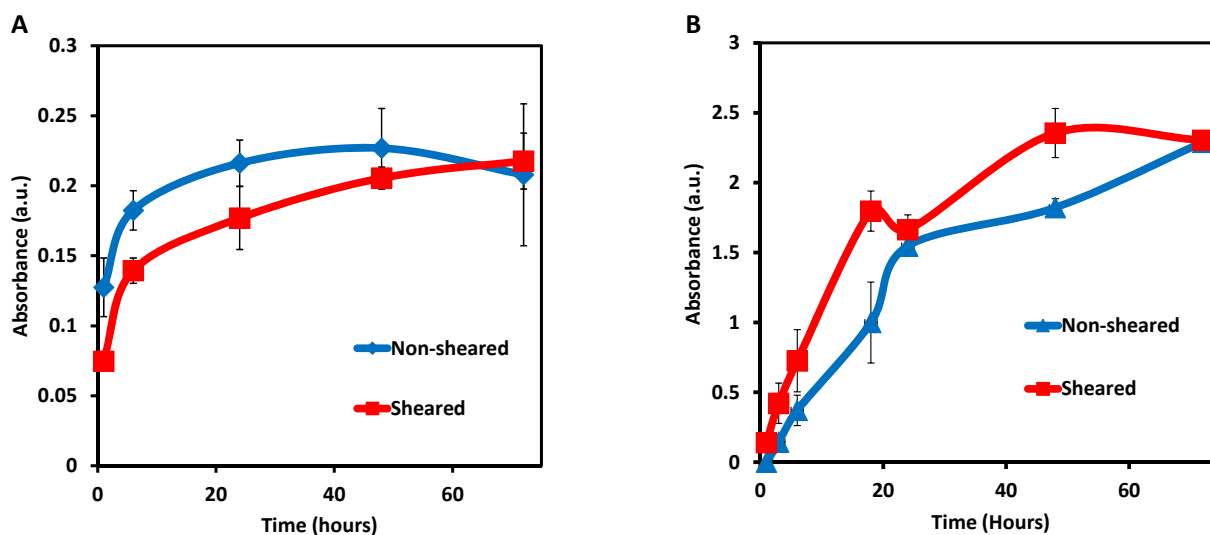 A
0.3
0.25
0.2
0.15
0.1
0.05
0
0 20 40 60
Absorbance (a.u.)
Time (hours)
Non-sheared
Sheared
B
3
2.5
2
1.5
1
0.5
0
0 20 40 60
Absorbance (a.u.)
Time (Hours)
Non-sheared
Sheared